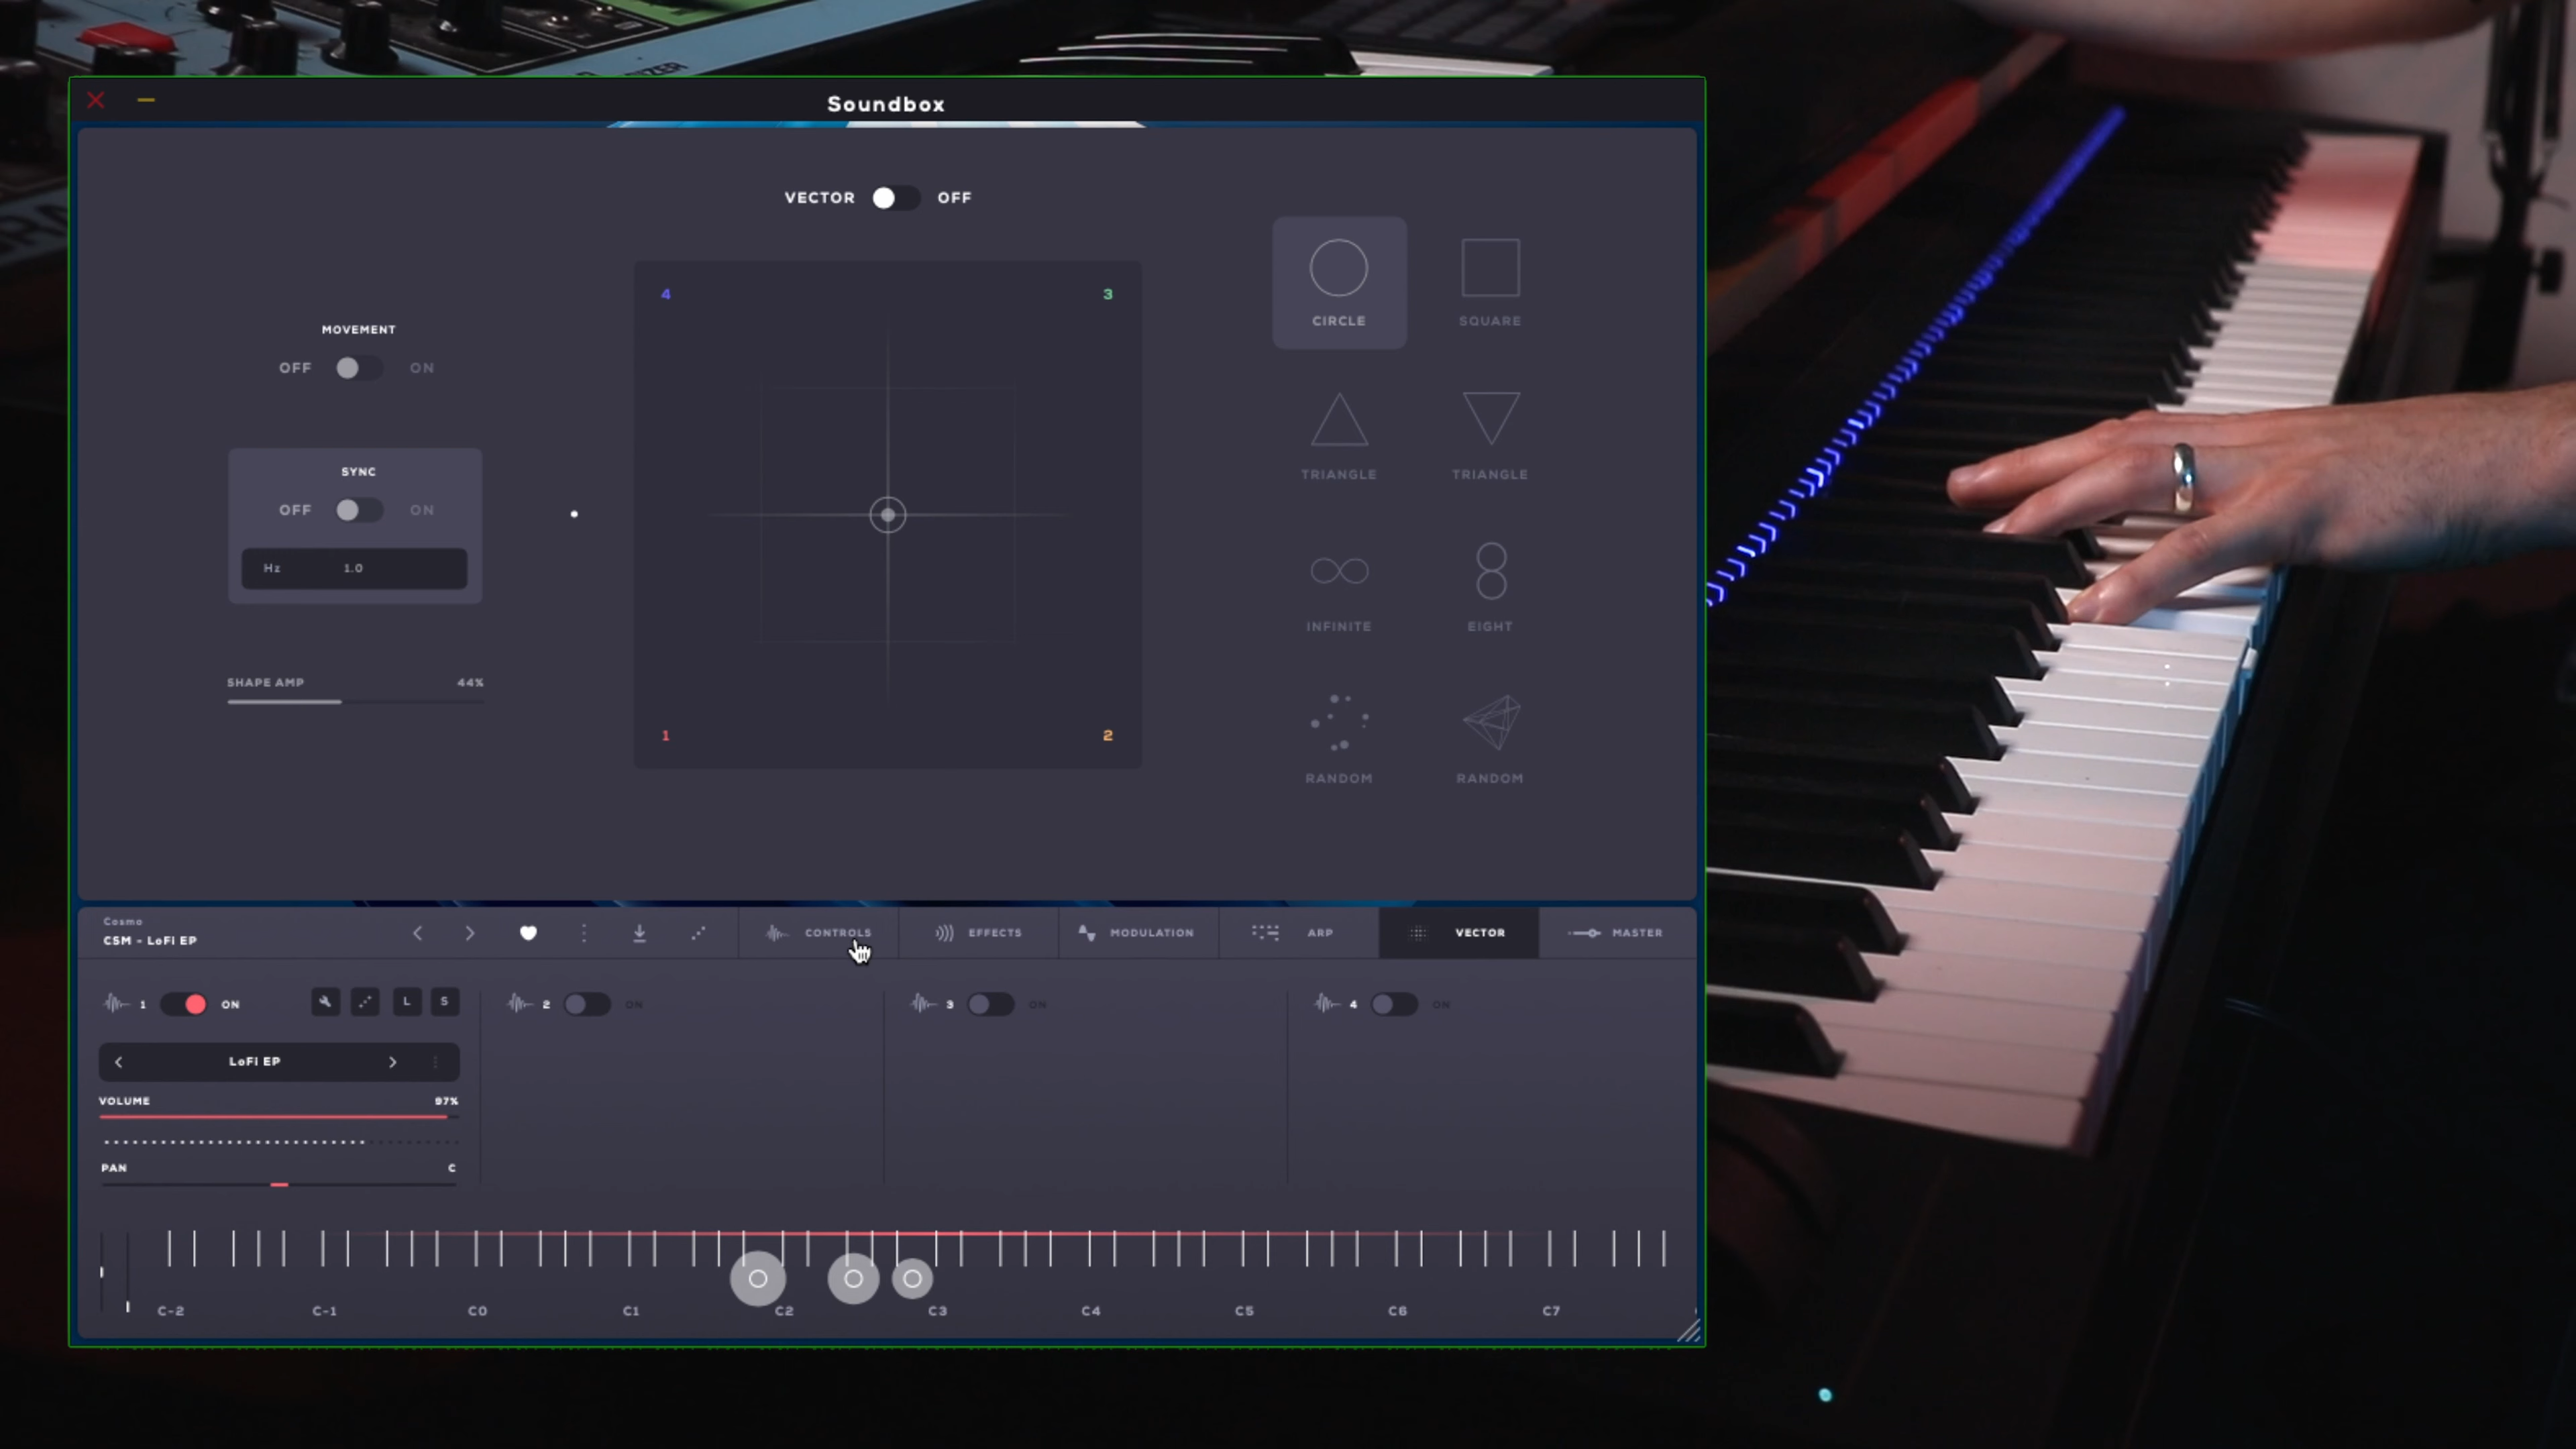 Soundbox
VECTOR OFF
4 3
MOVEMENT
OFF ON
SYNC
OFF ON
Hz 1.0
SHAPE AMP 44%
1 2
CIRCLE SQUARE
TRIANGLE TRIANGLE
INFINITE EIGHT
RANDOM RANDOM
Cosmo
CSM - LoFi EP
CONTROLS EFFECTS MODULATION ARP VECTOR MASTER
1 ON L S 2 ON 3 ON 4 ON
LoFi EP
VOLUME 97%
PAN C
C-2 C-1 C0 C1 C2 C3 C4 C5 C6 C7